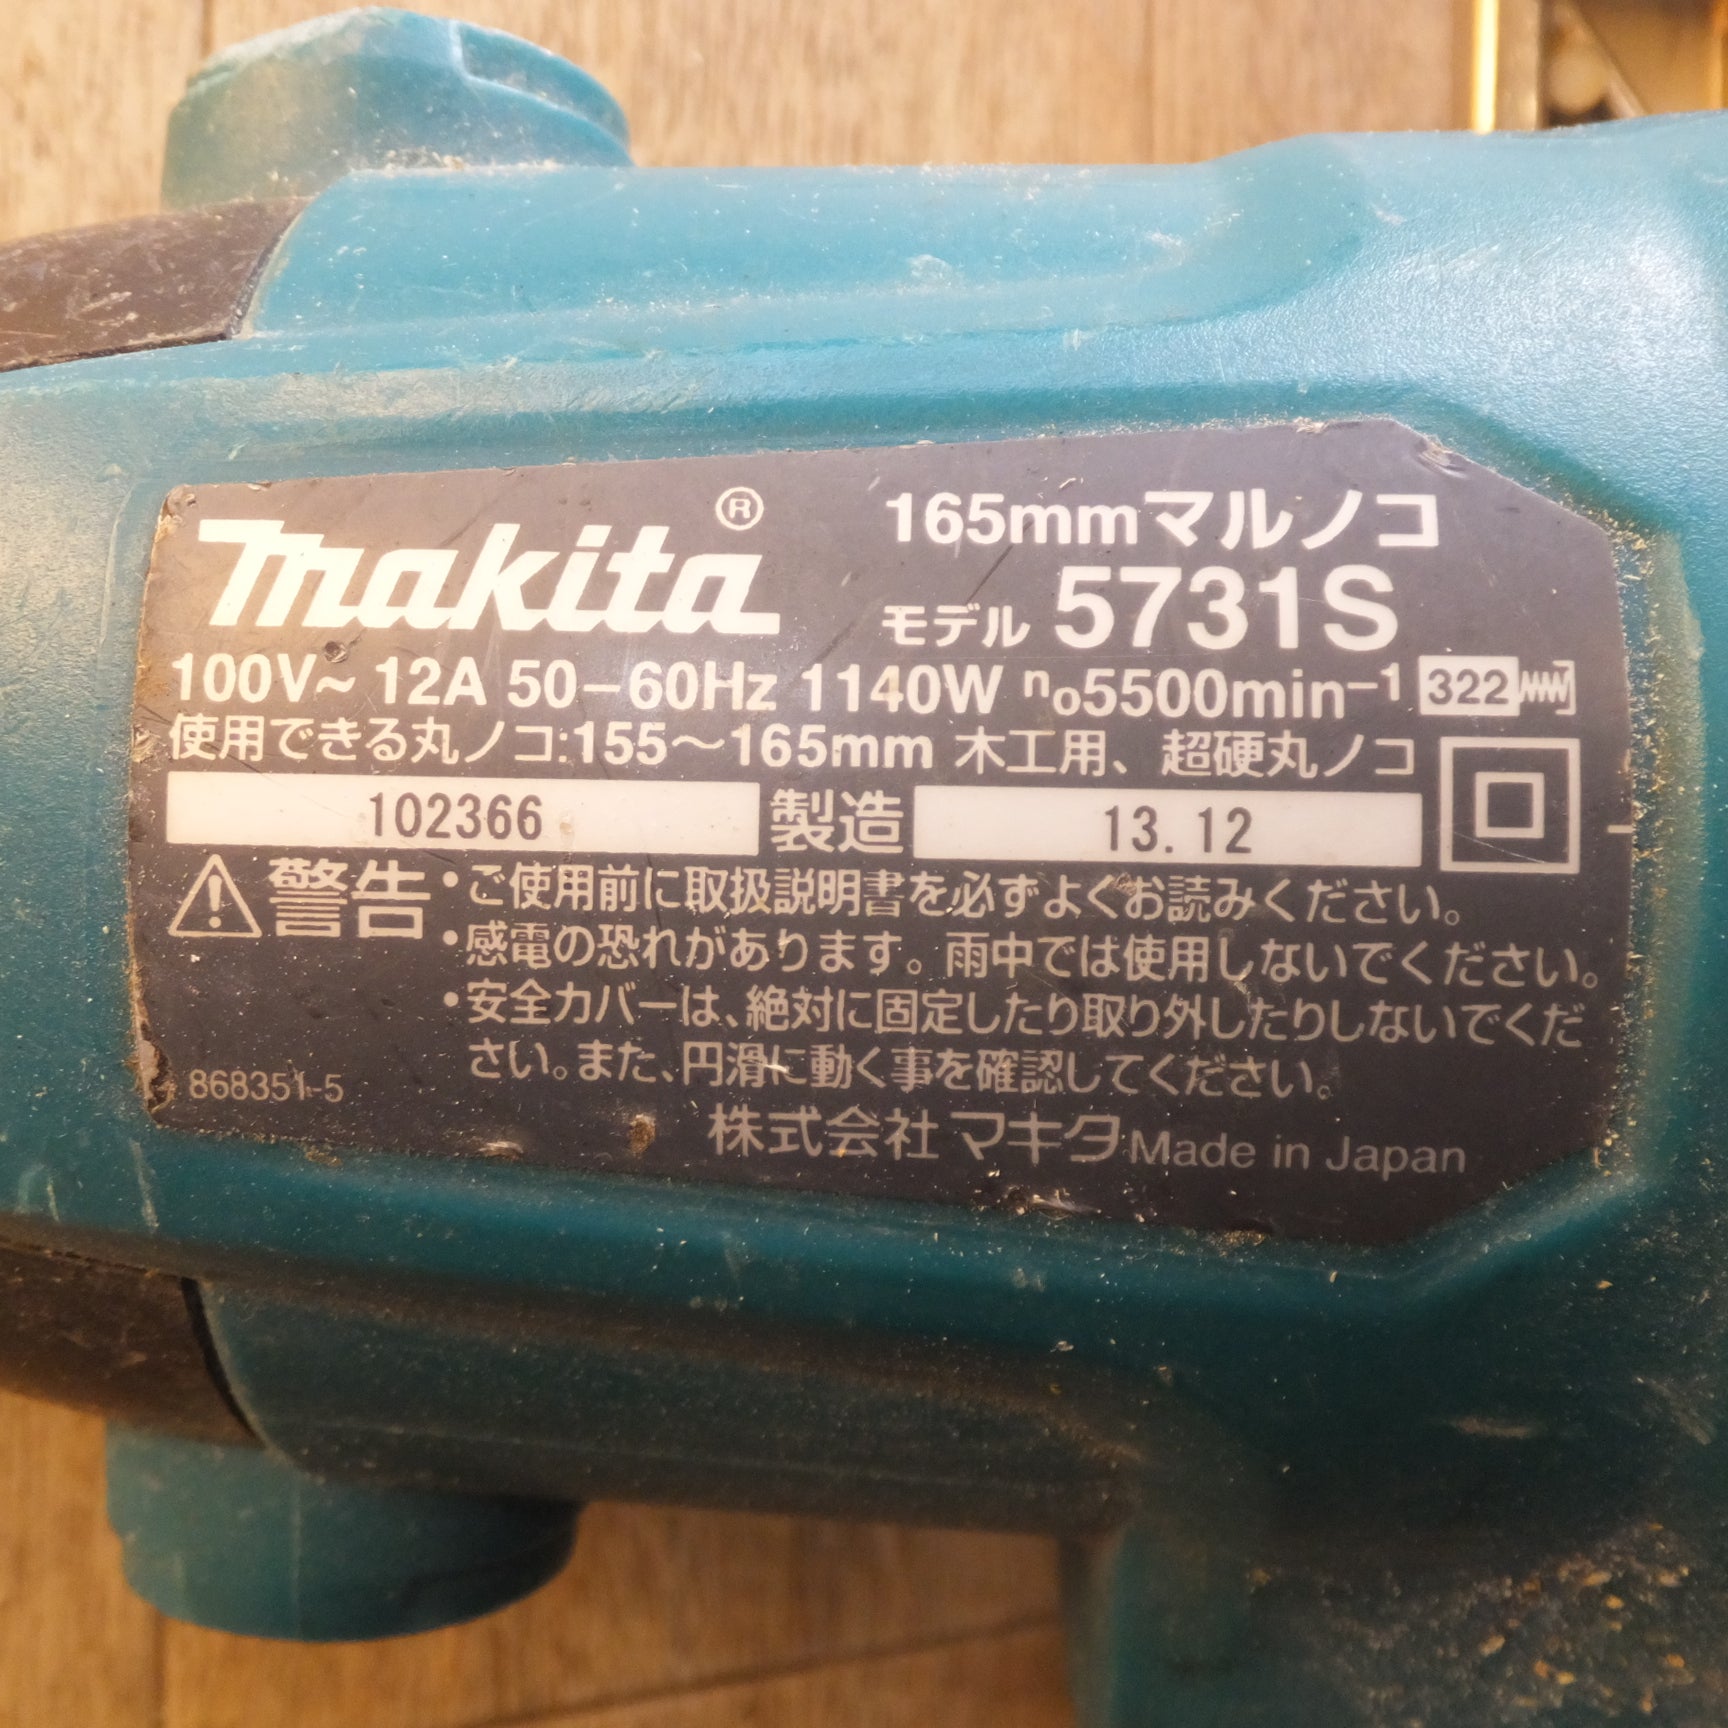 makita®
165mmマルノコ
モデル 5731S
100V~ 12A 50-60Hz 1140W no5500min-1 322
使用できる丸ノコ:155～165mm 木工用、超硬丸ノコ
102366 製造 13.12
警告 ・ご使用前に取扱説明書を必ずよくお読みください。
・感電の恐れがあります。雨中では使用しないでください。
・安全カバーは、絶対に固定したり取り外したりしないでくだ
さい。また、円滑に動く事を確認してください。
868351-5
株式会社マキタ Made in Japan